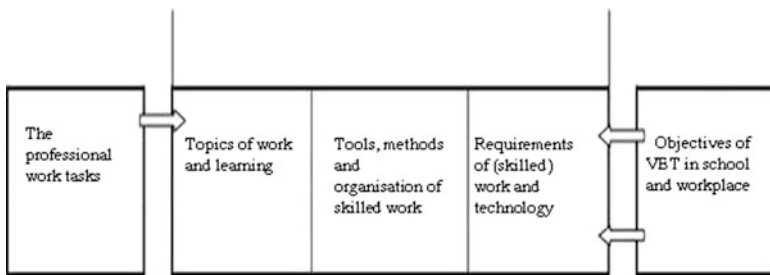 The
professional
work tasks
Topics of work
and learning
Tools, methods
and
organisation of
skilled work
Requirements
of (skilled)
work and
technology
Objectives of
VET in school
and workplace